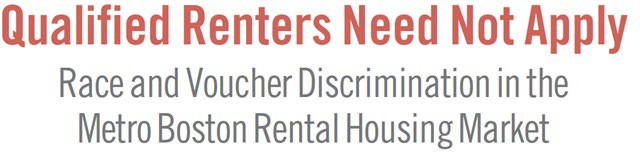 Qualified Renters Need Not Apply
Race and Voucher Discrimination in the
Metro Boston Rental Housing Market